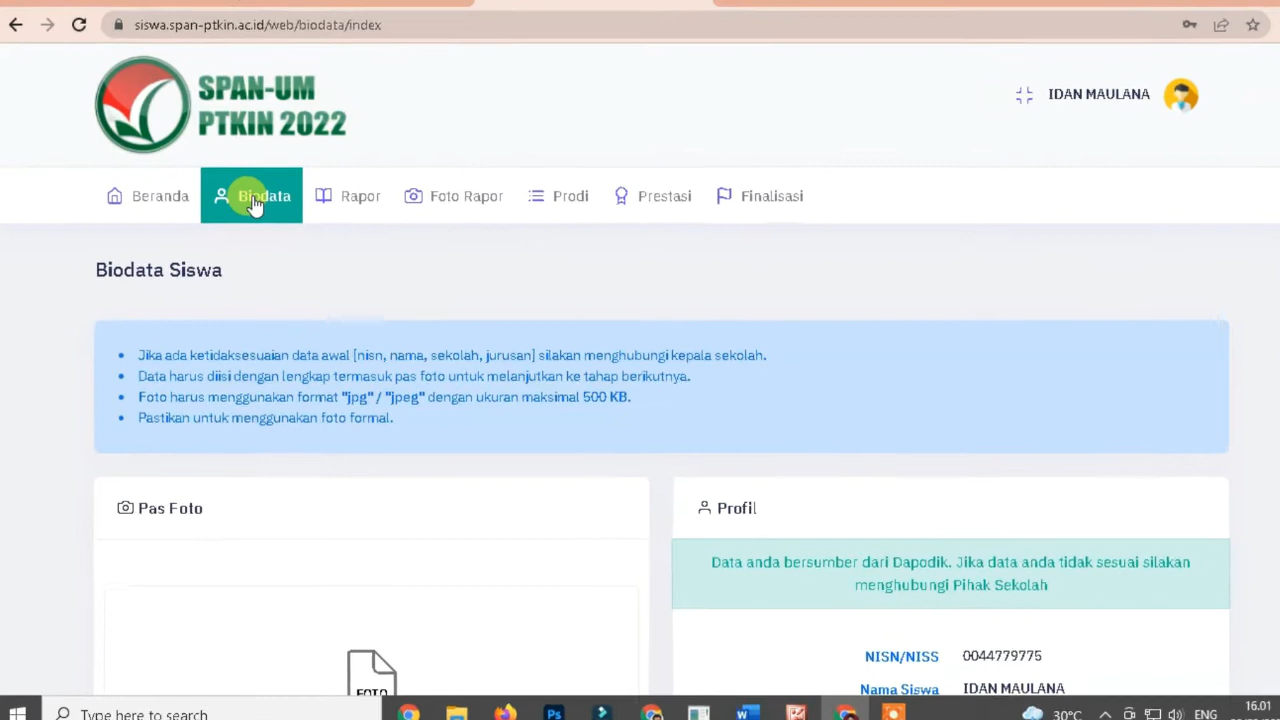 siswa.span-ptkin.ac.id/web/biodata/index
SPAN-UM
PTKIN 2022
IDAN MAULANA
Beranda
Biodata
Rapor
Foto Rapor
Prodi
Prestasi
Finalisasi
Biodata Siswa
Jika ada ketidaksesuaian data awal [nisn, nama, sekolah, jurusan] silakan menghubungi kepala sekolah.
Data harus diisi dengan lengkap termasuk pas foto untuk melanjutkan ke tahap berikutnya.
Foto harus menggunakan format "jpg" / "jpeg" dengan ukuran maksimal 500 KB.
Pastikan untuk menggunakan foto formal.
Pas Foto
FOTO
Profil
Data anda bersumber dari Dapodik. Jika data anda tidak sesuai silakan
menghubungi Pihak Sekolah
NISN/NISS 0044779775
Nama Siswa IDAN MAULANA
Type here to search
Ps
30°C
ENG
16.01